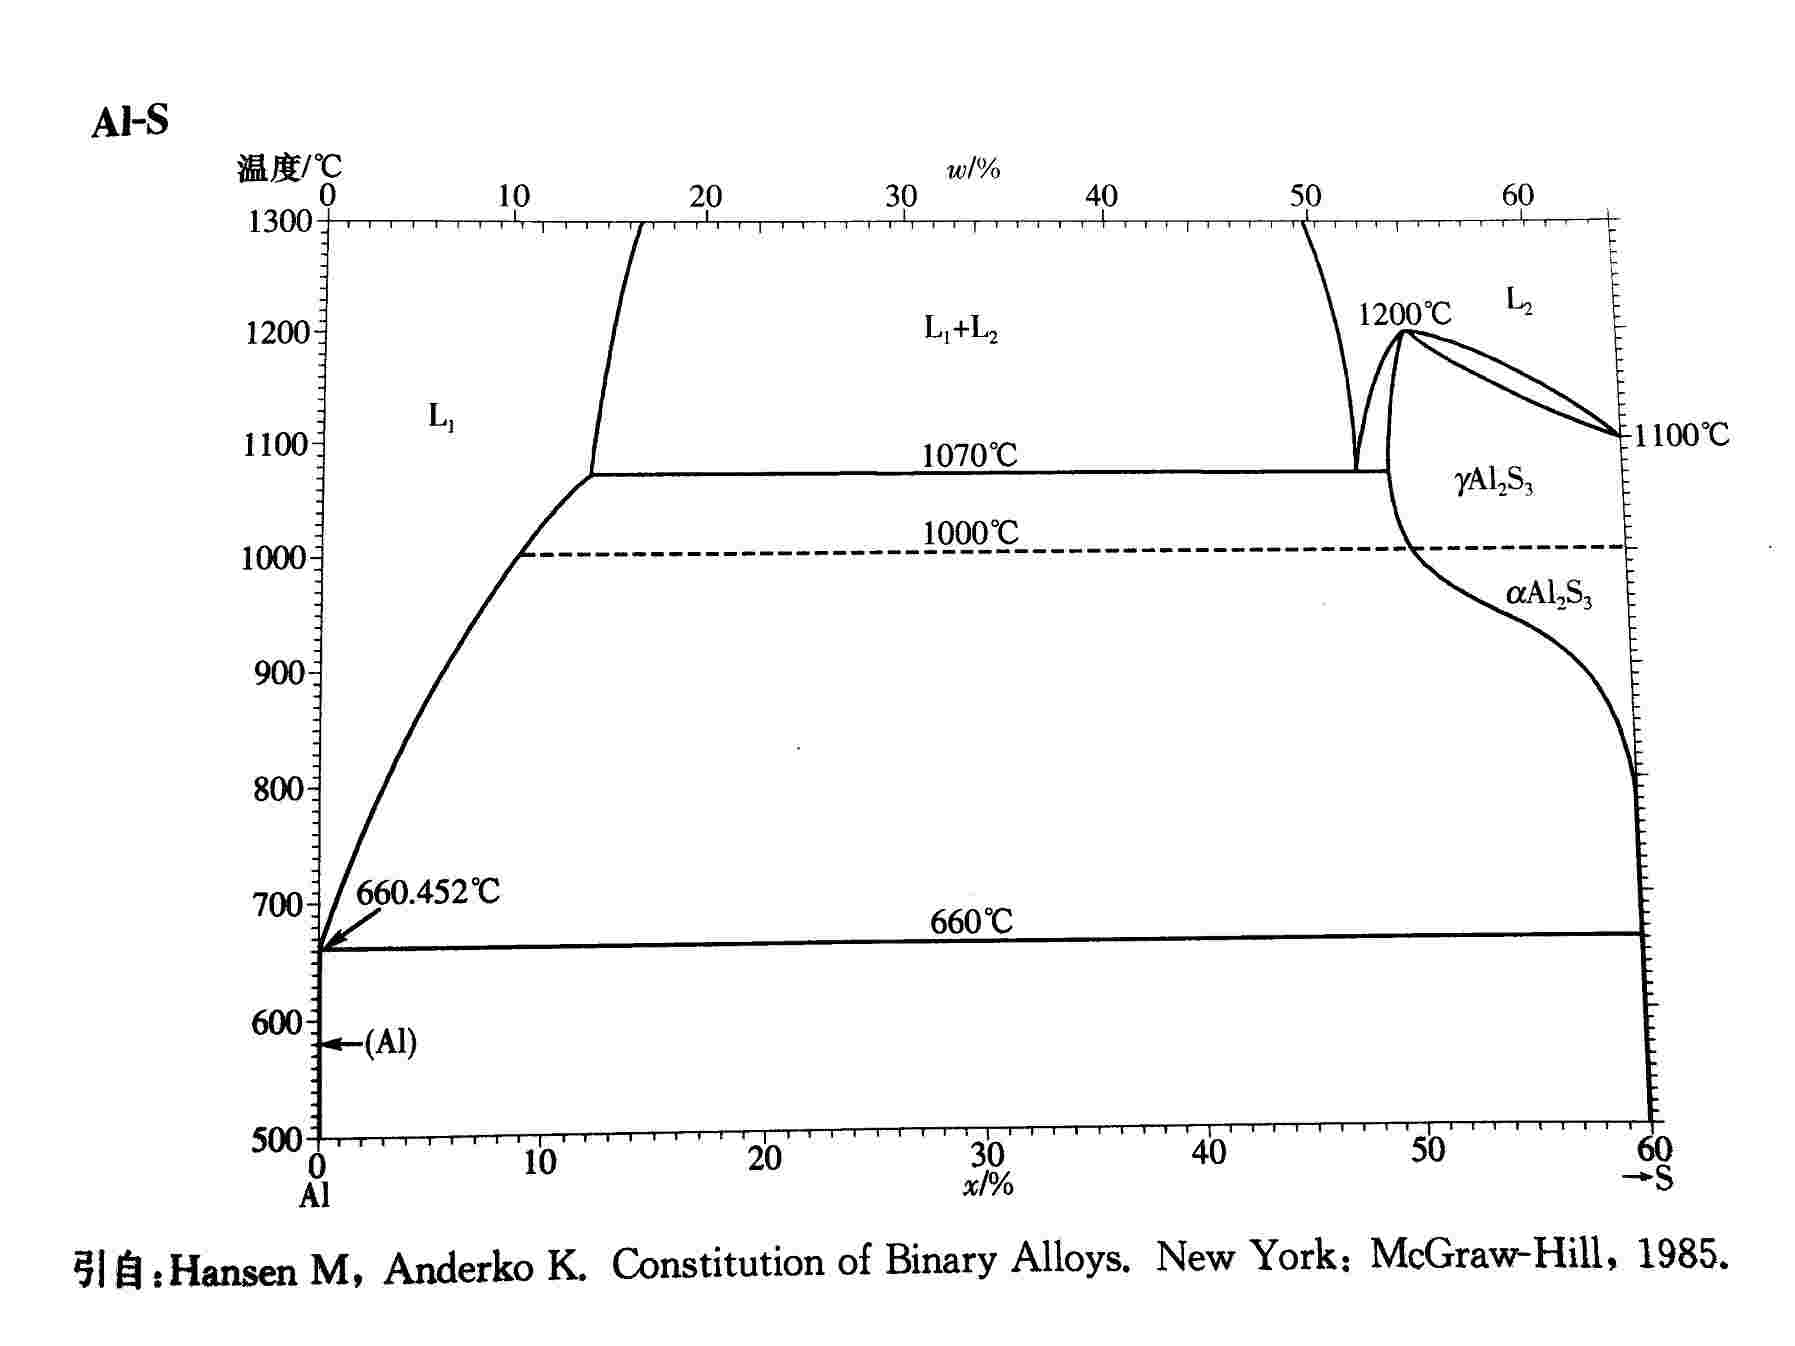 Al-S
温度/℃
w/%
0 10 20 30 40 50 60
1300
L₂
1200℃
1200
L₁+L₂
L₁
1100
1100℃
1070℃
γAl₂S₃
1000℃
1000
αAl₂S₃
900
800
660.452℃
700
660℃
600
(Al)
500
0 10 20 30 40 50 60
Al
x/%
→S
引自:Hansen M, Anderko K. Constitution of Binary Alloys. New York: McGraw-Hill, 1985.